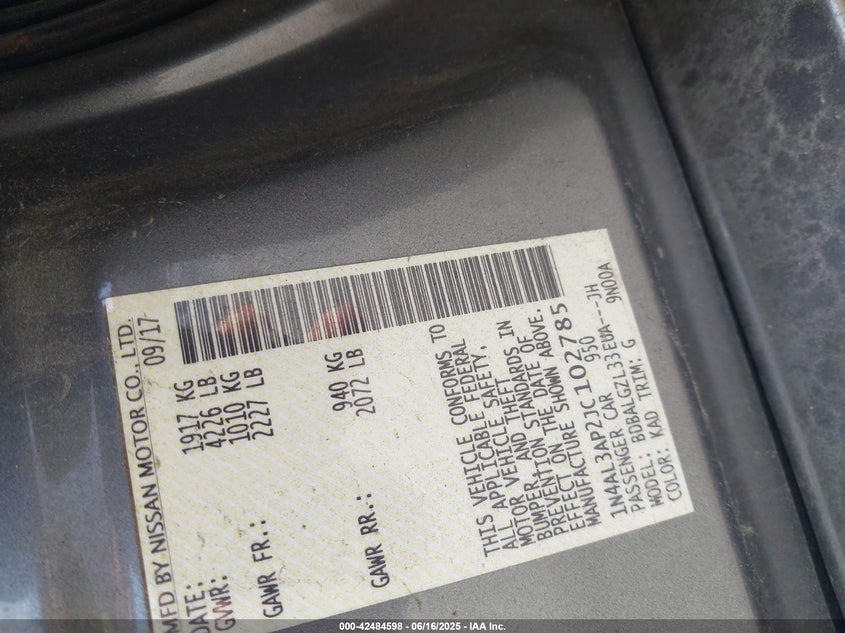 MFD BY NISSAN MOTOR CO., LTD.
DATE: 09/17
GVWR: 1917 KG
4226 LB
GAWR FR.: 1010 KG
2227 LB
GAWR RR.: 940 KG
2072 LB
THIS VEHICLE CONFORMS TO
ALL APPLICABLE FEDERAL
MOTOR VEHICLE SAFETY,
BUMPER, AND THEFT
PREVENTION STANDARDS IN
EFFECT ON THE DATE OF
MANUFACTURE SHOWN ABOVE.
1N4AL3AP2JC102785
PASSENGER CAR 950
MODEL: BDBALGZL33EUA---JH
COLOR: KAD TRIM: G 9N00A
000-42484598 - 06/16/2025 - IAA Inc.